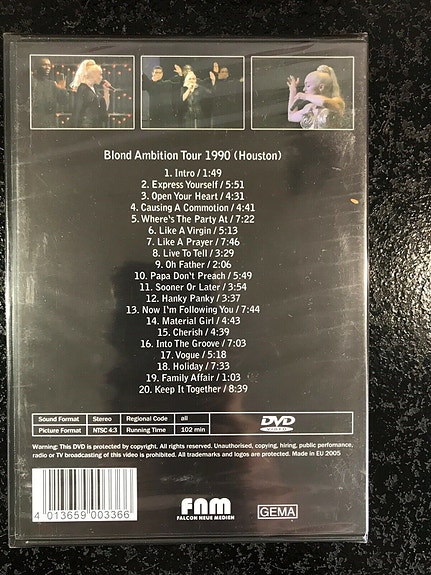 Blond Ambition Tour 1990 (Houston)
1. Intro / 1:49
2. Express Yourself / 5:51
3. Open Your Heart / 4:31
4. Causing A Commotion / 4:41
5. Where's The Party At / 7:22
6. Like A Virgin / 5:13
7. Like A Prayer / 7:46
8. Live To Tell / 3:29
9. Oh Father / 2:06
10. Papa Don't Preach / 5:49
11. Sooner Or Later / 3:54
12. Hanky Panky / 3:37
13. Now I'm Following You / 7:44
14. Material Girl / 4:43
15. Cherish / 4:39
16. Into The Groove / 7:03
17. Vogue / 5:18
18. Holiday / 7:33
19. Family Affair / 1:03
20. Keep It Together / 8:39
Sound Format Stereo Regional Code all
Picture Format NTSC 4:3 Running Time 102 min
DVD
VIDEO
Warning: This DVD is protected by copyright. All rights reserved. Unauthorised, copying, hiring, public perfomance,
radio or TV broadcasting of this video is prohibited. All trademarks and logos are protected. Made in EU 2005
4 013659 003366
FNM
FALCON NEUE MEDIEN
GEMA